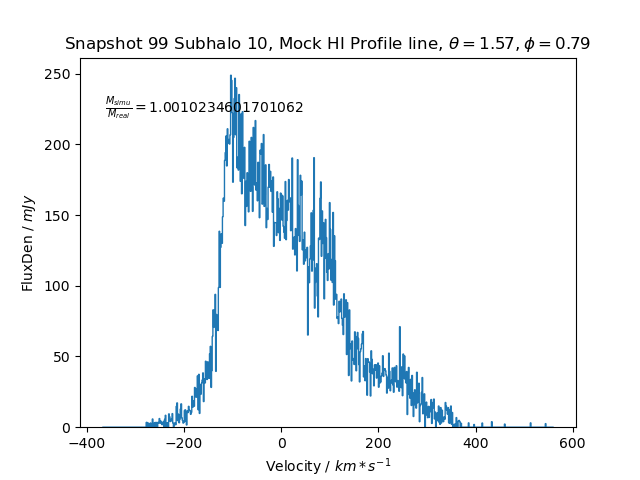 Snapshot 99 Subhalo 10, Mock HI Profile line, θ = 1.57, ϕ = 0.79
M_simu/M_real = 1.0010234601701062
FluxDen / mJy
250
200
150
100
50
0
−400 −200 0 200 400 600
Velocity / km * s⁻¹